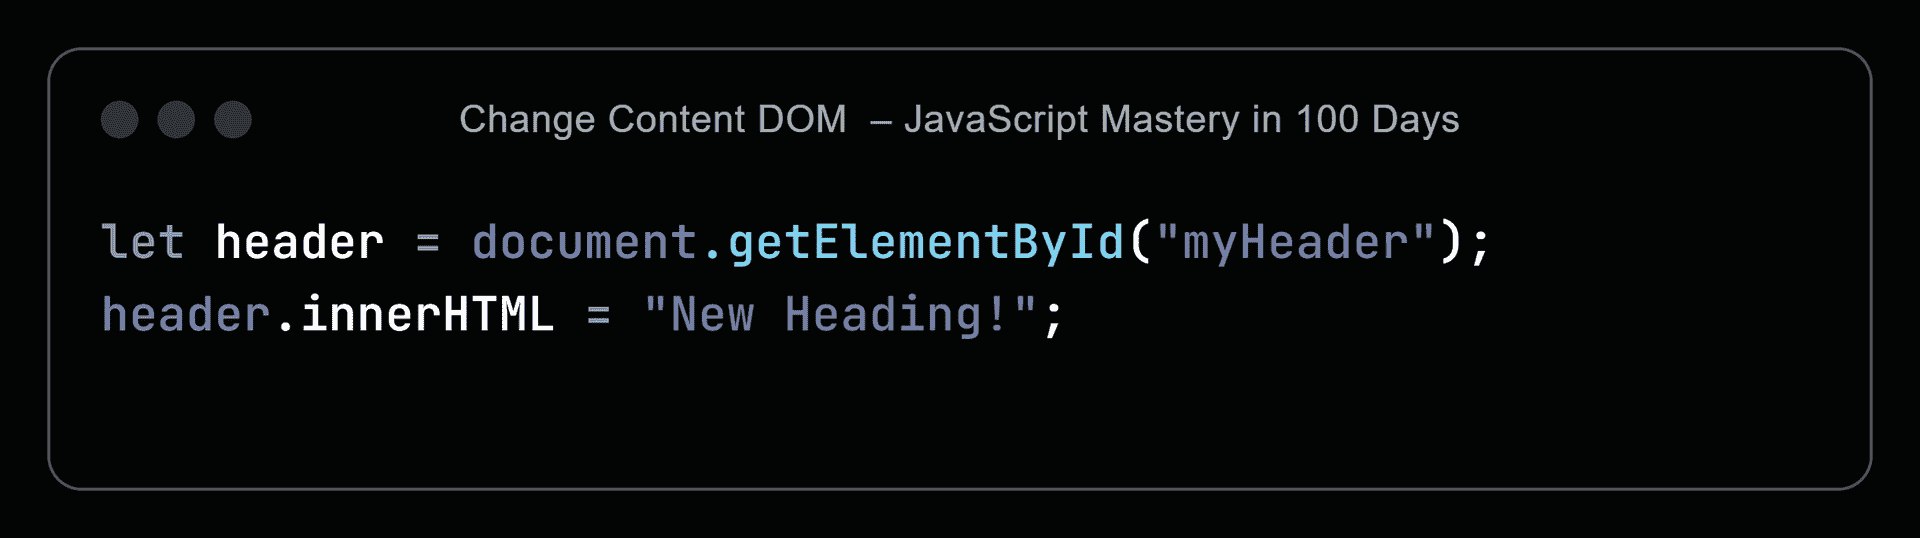 Change Content DOM – JavaScript Mastery in 100 Days
let header = document.getElementById("myHeader");
header.innerHTML = "New Heading!";